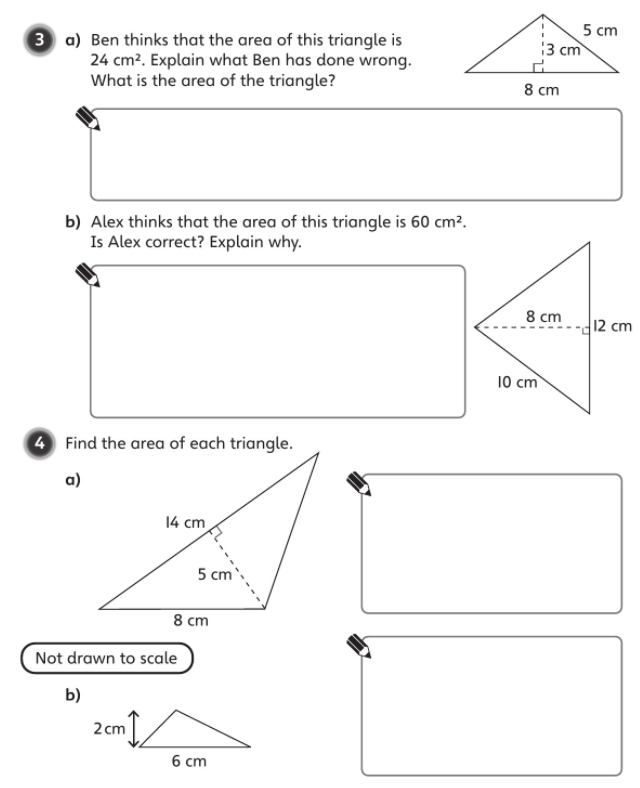 3 a) Ben thinks that the area of this triangle is
24 cm². Explain what Ben has done wrong.
What is the area of the triangle?
5 cm
3 cm
8 cm
b) Alex thinks that the area of this triangle is 60 cm².
Is Alex correct? Explain why.
8 cm
12 cm
10 cm
4 Find the area of each triangle.
a)
14 cm
5 cm
8 cm
Not drawn to scale
b)
2 cm
6 cm